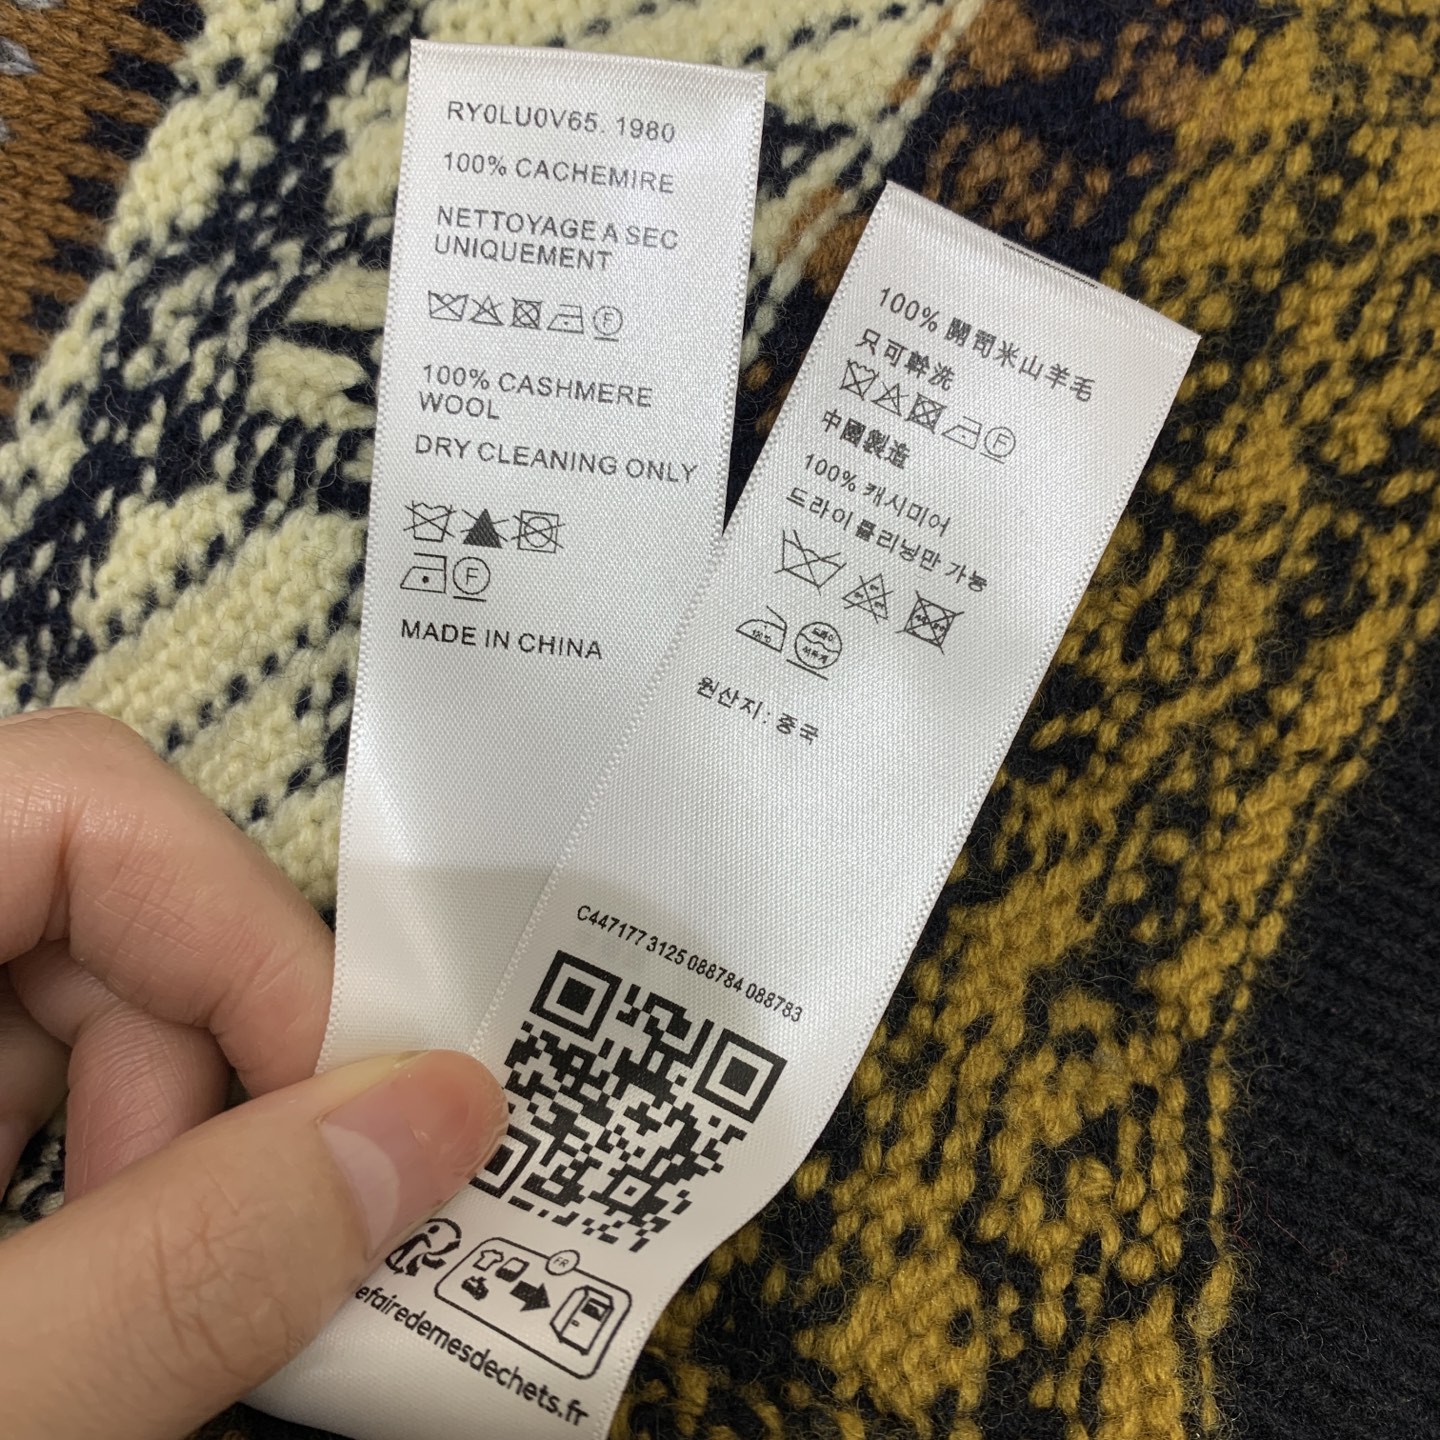 RY0LU0V65. 1980
100% CACHEMIRE
NETTOYAGE A SEC
UNIQUEMENT
F
100% CASHMERE
WOOL
DRY CLEANING ONLY
F
MADE IN CHINA
100% 開司米山羊毛
只可幹洗
F
中國製造
100% 캐시미어
드라이클리닝만 가능
원산지: 중국
C447177 3125 088784 088783
FR
efairedemesdechets.fr